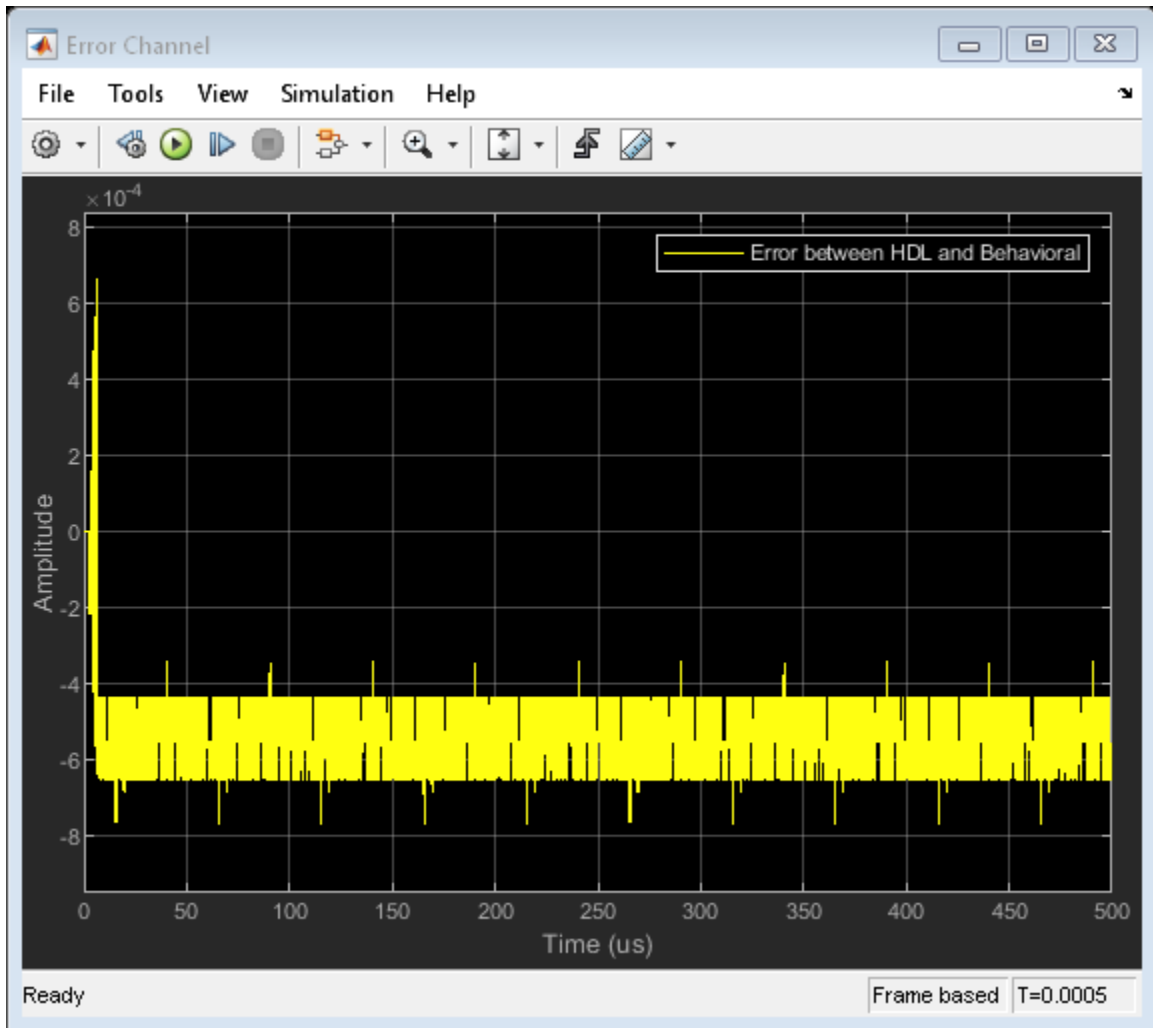 Error Channel
File Tools View Simulation Help
×10-4
8
6
4
2
0
-2
-4
-6
-8
Amplitude
Error between HDL and Behavioral
0 50 100 150 200 250 300 350 400 450 500
Time (us)
Ready Frame based T=0.0005